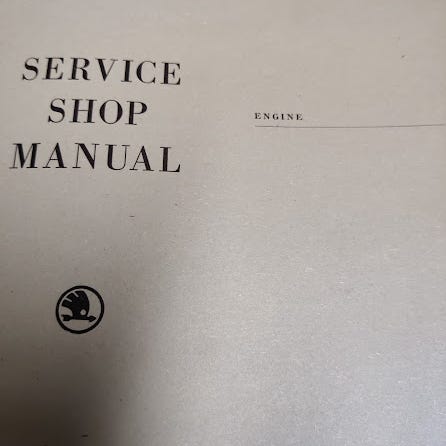 SERVICE
SHOP
MANUAL
ENGINE